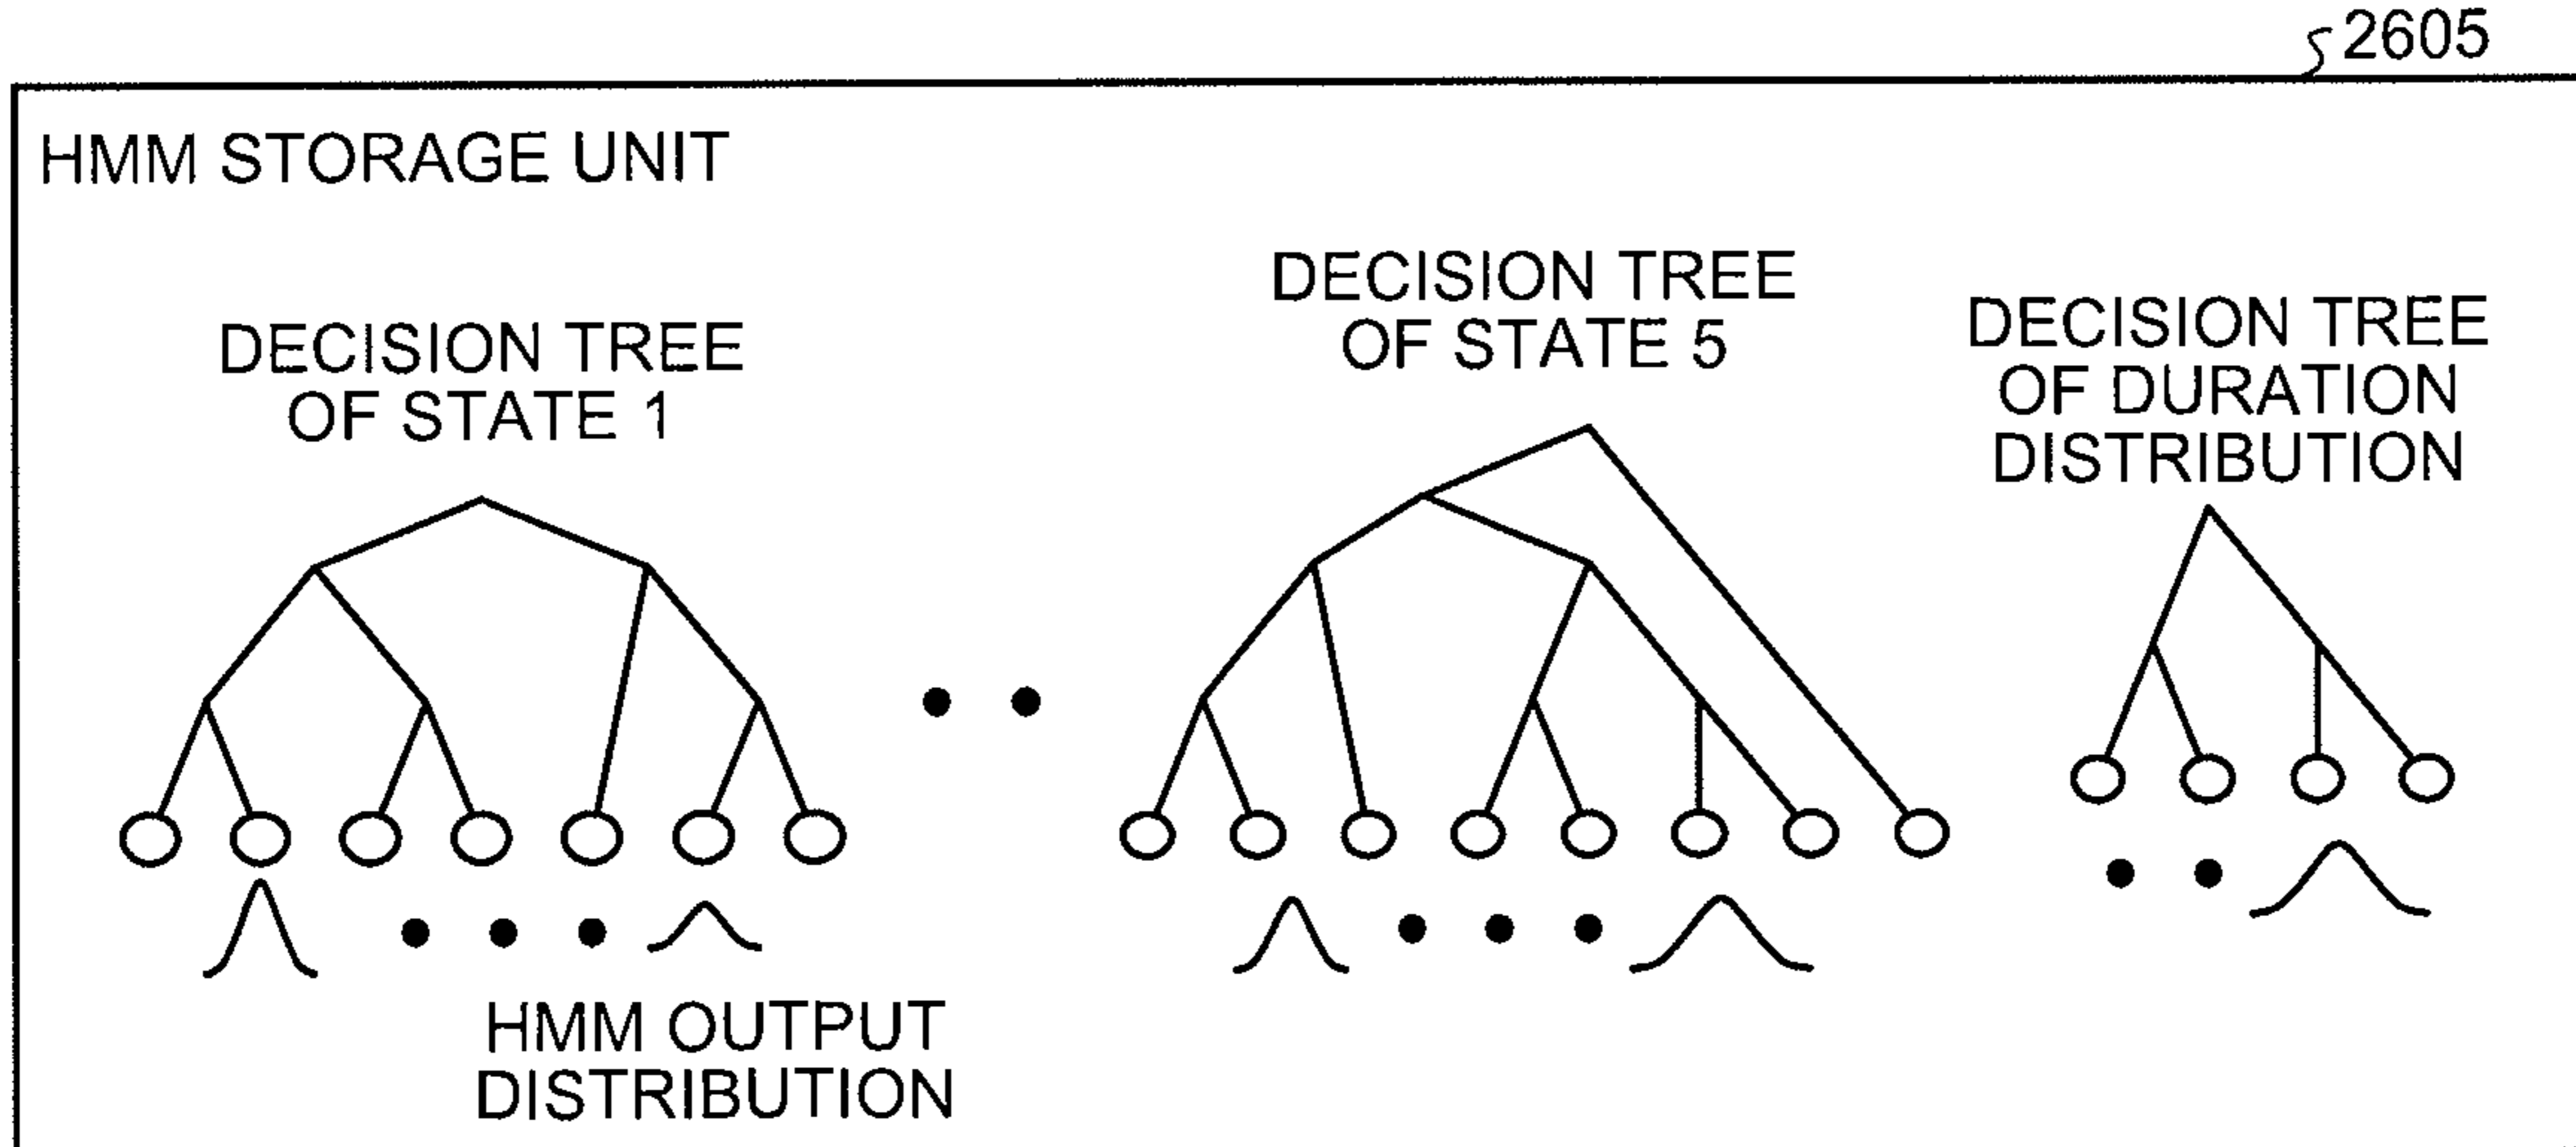 2605
HMM STORAGE UNIT
DECISION TREE
OF STATE 1
DECISION TREE
OF STATE 5
DECISION TREE
OF DURATION
DISTRIBUTION
HMM OUTPUT
DISTRIBUTION